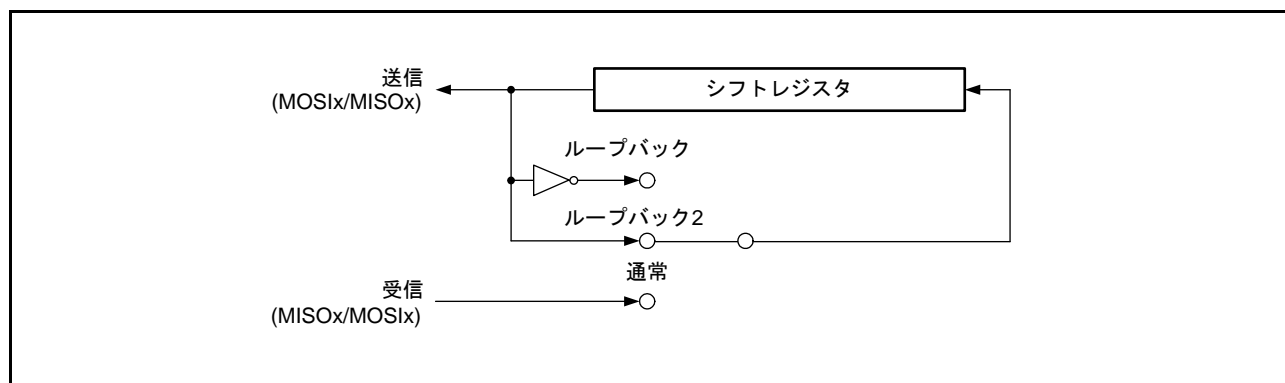 送信
(MOSIx/MISOx)
シフトレジスタ
ループバック
ループバック2
通常
受信
(MISOx/MOSIx)